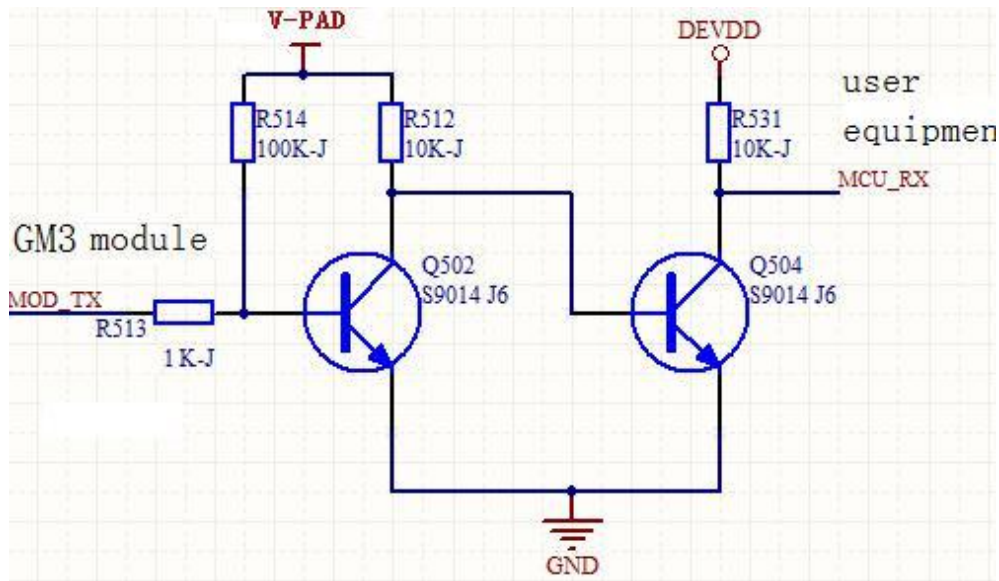 V-PAD
DEVDD
user
equipmen
R514
100K-J
R512
10K-J
R531
10K-J
MCU_RX
GM3 module
MOD_TX
R513
1K-J
Q502
S9014 J6
Q504
S9014 J6
GND